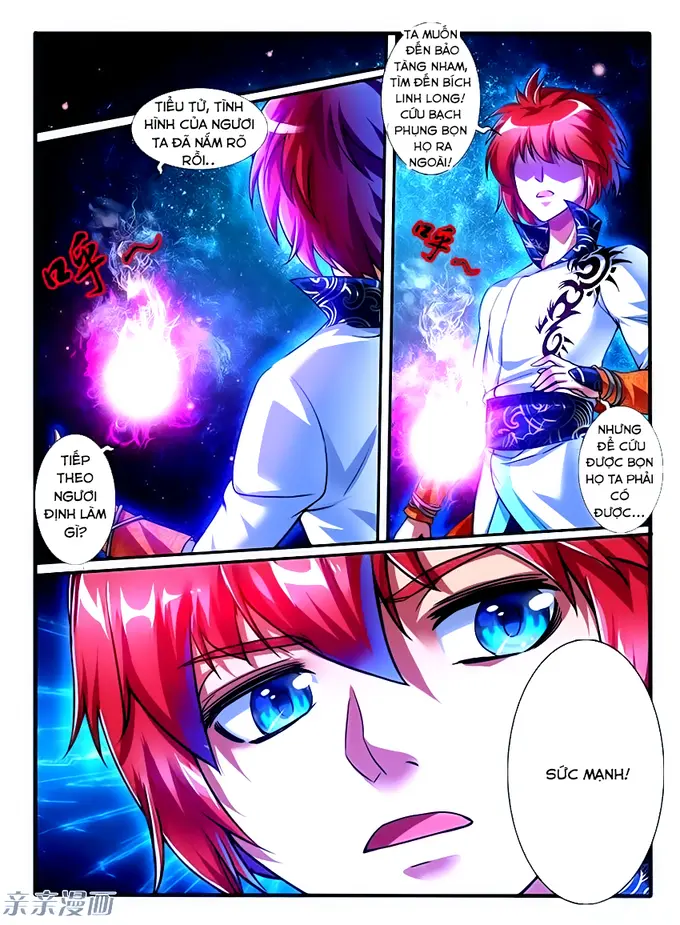 TIỂU TỬ, TÌNH
HÌNH CỦA NGƯƠI
TA ĐÃ NẮM RÕ
RỒI..
呼~
TIẾP
THEO
NGƯƠI
ĐỊNH LÀM
GÌ?
TA MUỐN
ĐẾN BẢO
TÀNG NHAM,
TÌM ĐẾN BÍCH
LINH LONG!
CỨU BẠCH
PHỤNG BỌN
HỌ RA
NGOÀI!
呼~
NHƯNG
ĐỂ CỨU
ĐƯỢC BỌN
HỌ TA PHẢI
CÓ
ĐƯỢC...
SỨC MẠNH!
亲亲漫画